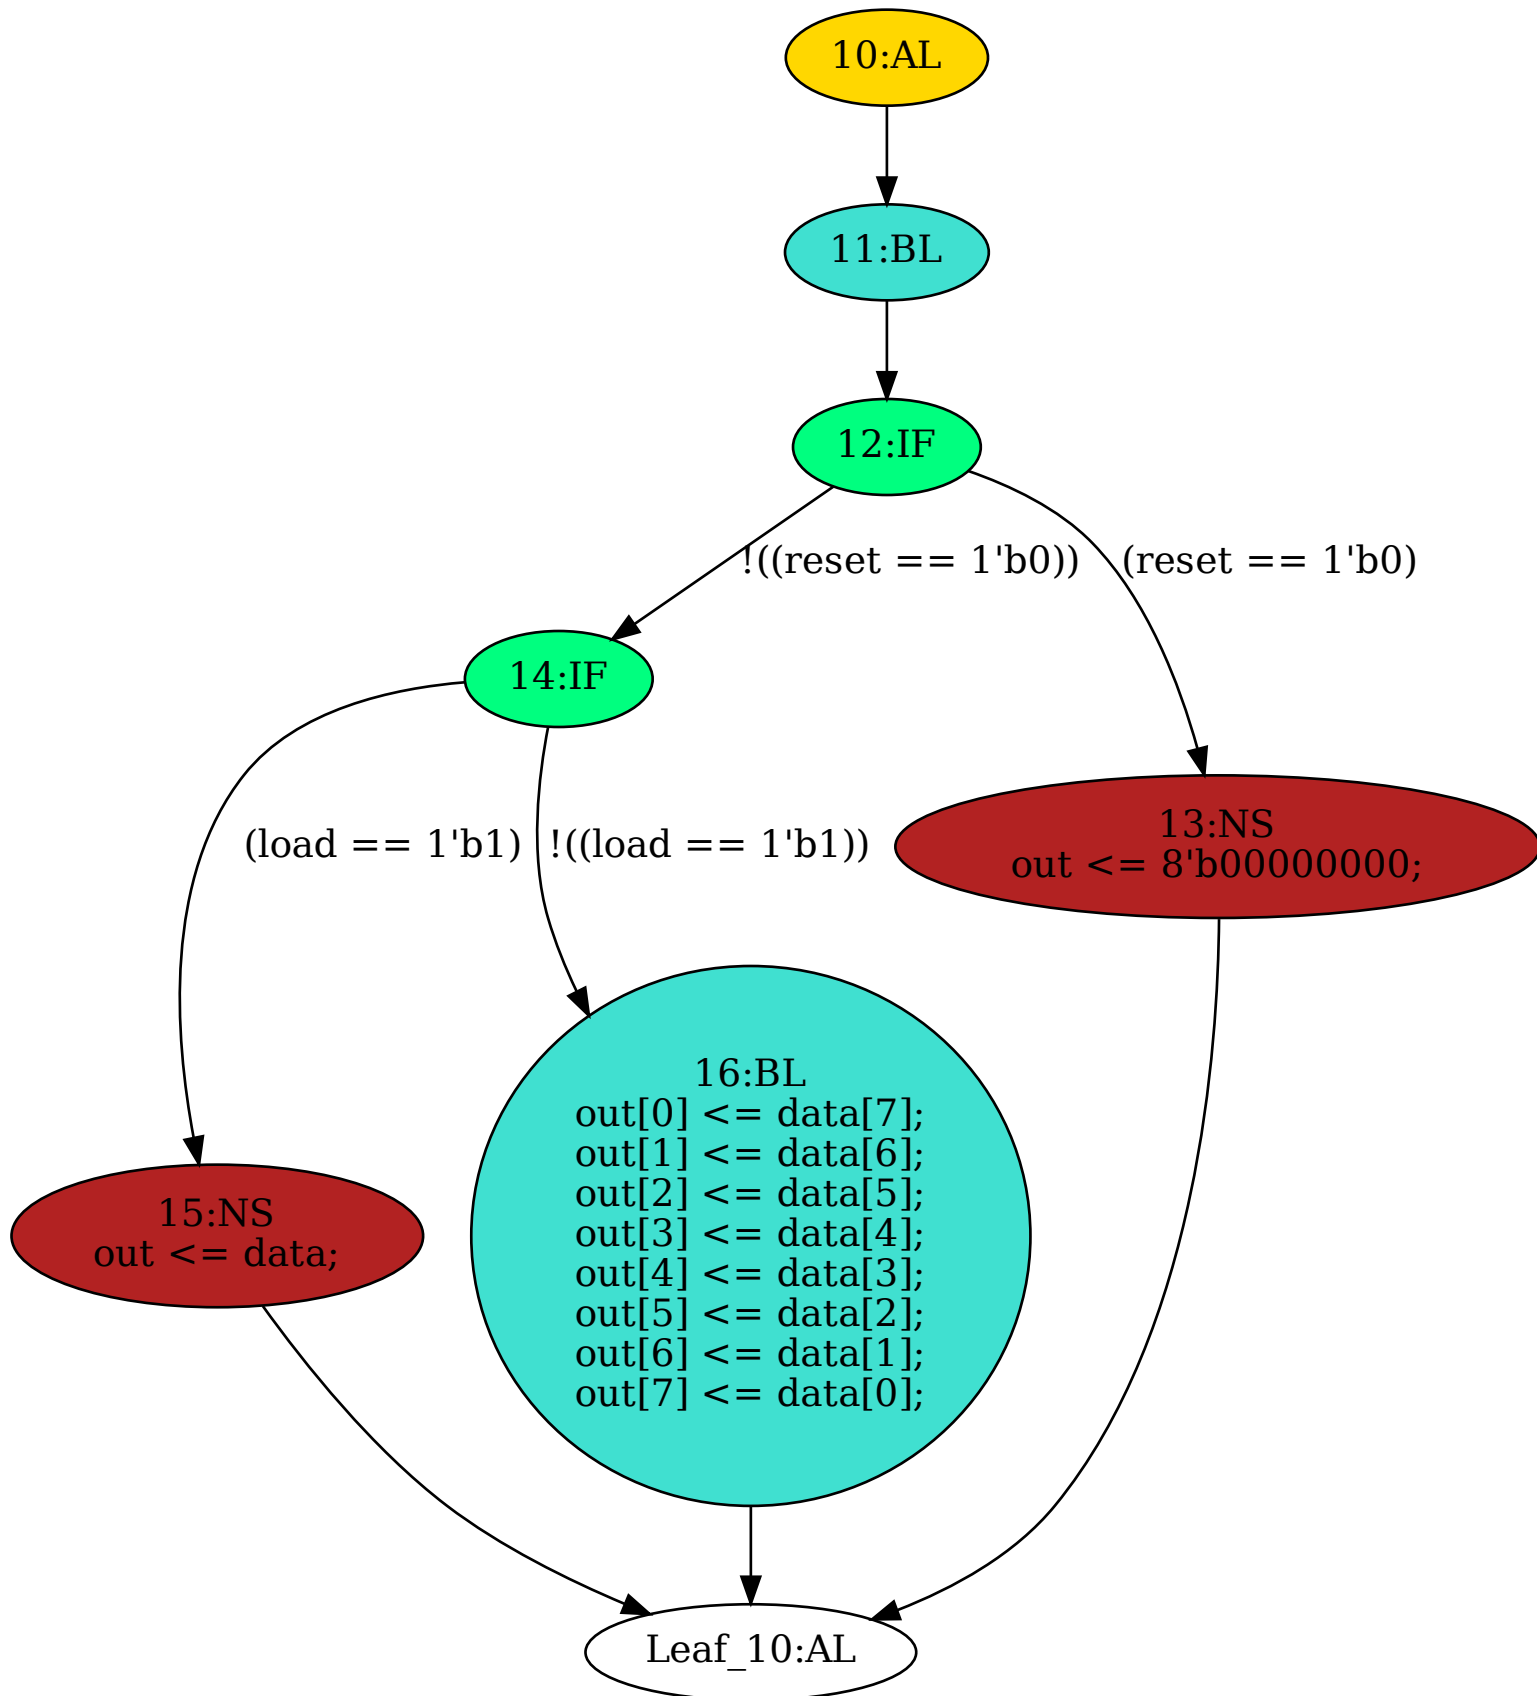 10:AL
11:BL
12:IF
!((reset == 1'b0))
(reset == 1'b0)
14:IF
(load == 1'b1)
!((load == 1'b1))
13:NS
out <= 8'b00000000;
16:BL
out[0] <= data[7];
out[1] <= data[6];
out[2] <= data[5];
out[3] <= data[4];
out[4] <= data[3];
out[5] <= data[2];
out[6] <= data[1];
out[7] <= data[0];
15:NS
out <= data;
Leaf_10:AL